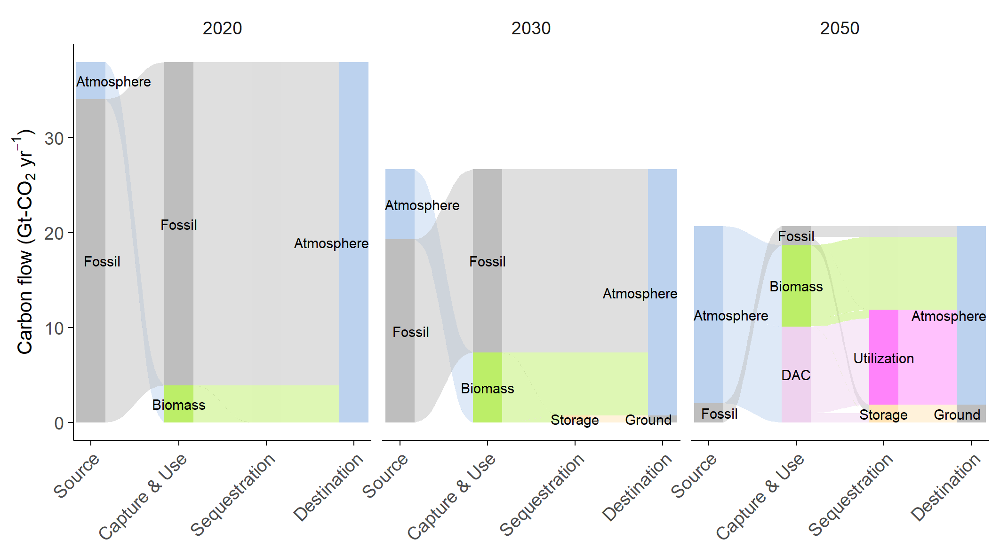 2020
2030
2050
Carbon flow (Gt-CO₂ yr⁻¹)
30
20
10
0
Atmosphere
Fossil
Fossil
Biomass
Atmosphere
Atmosphere
Fossil
Fossil
Biomass
Storage
Atmosphere
Ground
Atmosphere
Fossil
Fossil
Biomass
DAC
Utilization
Storage
Atmosphere
Ground
Source
Capture & Use
Sequestration
Destination
Source
Capture & Use
Sequestration
Destination
Source
Capture & Use
Sequestration
Destination